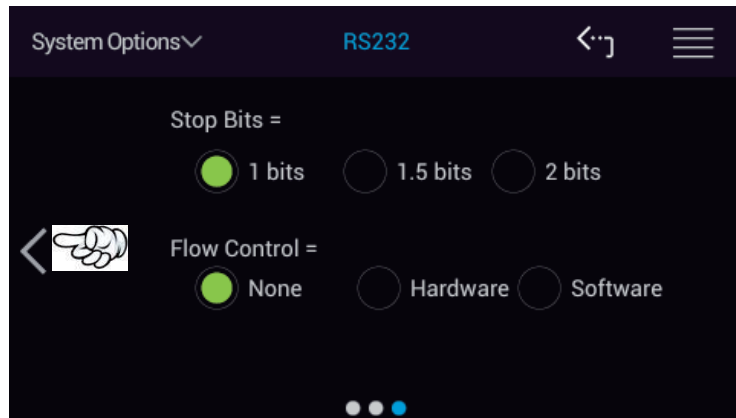 System Options RS232
Stop Bits =
1 bits 1.5 bits 2 bits
Flow Control =
None Hardware Software